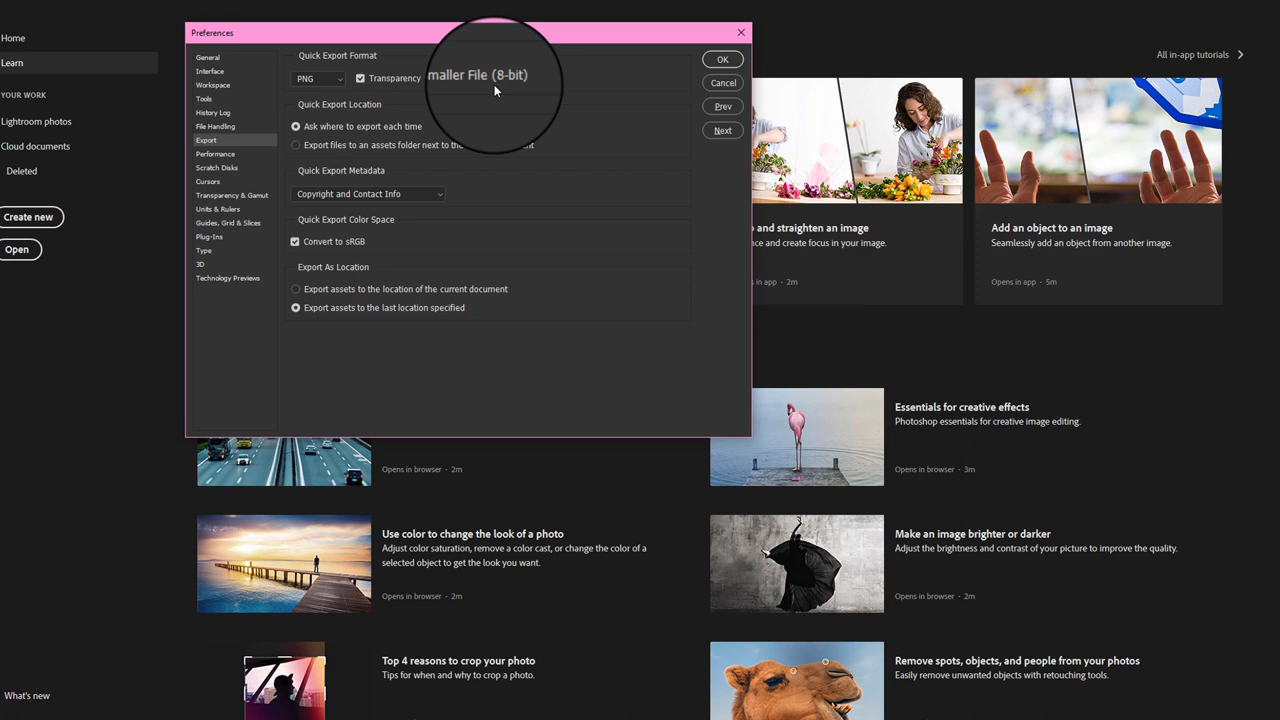 Home
Learn
YOUR WORK
Lightroom photos
Cloud documents
Deleted
Create new
Open
What's new
Preferences
General
Interface
Workspace
Tools
History Log
File Handling
Export
Performance
Scratch Disks
Cursors
Transparency & Gamut
Units & Rulers
Guides, Grid & Slices
Plug-Ins
Type
3D
Technology Previews
Quick Export Format
PNG
Transparency
maller File (8-bit)
Quick Export Location
Ask where to export each time
Export files to an assets folder next to the
Quick Export Metadata
Copyright and Contact Info
Quick Export Color Space
Convert to sRGB
Export As Location
Export assets to the location of the current document
Export assets to the last location specified
OK
Cancel
Prev
Next
All in-app tutorials
and straighten an image
and create focus in your image.
in app · 2m
Add an object to an image
Seamlessly add an object from another image.
Opens in app · 5m
Opens in browser · 2m
Essentials for creative effects
Photoshop essentials for creative image editing.
Opens in browser · 3m
Use color to change the look of a photo
Adjust color saturation, remove a color cast, or change the color of a
selected object to get the look you want.
Opens in browser · 2m
Make an image brighter or darker
Adjust the brightness and contrast of your picture to improve the quality.
Opens in browser · 2m
Top 4 reasons to crop your photo
Tips for when and why to crop a photo.
Remove spots, objects, and people from your photos
Easily remove unwanted objects with retouching tools.